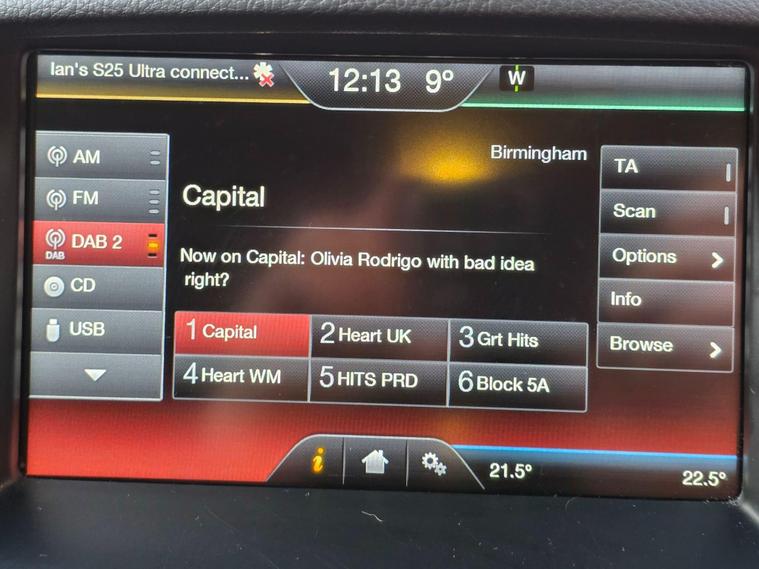 Ian's S25 Ultra connect...
12:13 9°
W
AM
FM
DAB 2
DAB
CD
USB
Birmingham
Capital
Now on Capital: Olivia Rodrigo with bad idea
right?
1 Capital
2 Heart UK
3 Grt Hits
4 Heart WM
5 HITS PRD
6 Block 5A
TA
Scan
Options
Info
Browse
i
21.5°
22.5°